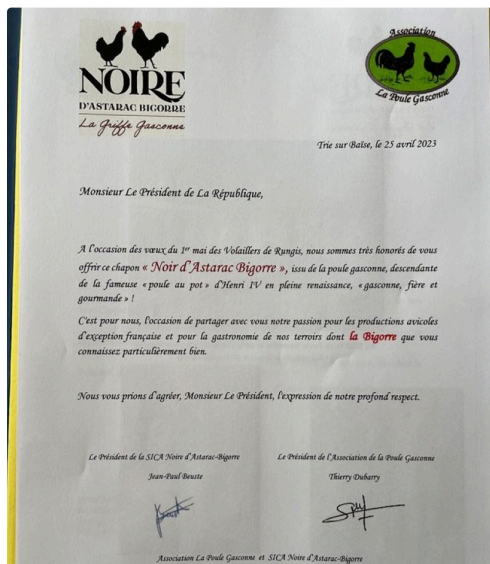 NOIRE
D'ASTARAC BIGORRE
La Griffe Gasconne
Association
La Poule Gasconne
Trie sur Baïse, le 25 avril 2023
Monsieur Le Président de La République,
A l'occasion des vœux du 1er mai des Volaillers de Rungis, nous sommes très honorés de vous
offrir ce chapon « Noir d'Astarac Bigorre », issu de la poule gasconne, descendante
de la fameuse « poule au pot » d'Henri IV en pleine renaissance, « gasconne, fière et
gourmande » !
C'est pour nous, l'occasion de partager avec vous notre passion pour les productions avicoles
d'exception française et pour la gastronomie de nos terroirs dont la Bigorre que vous
connaissez particulièrement bien.
Nous vous prions d'agréer, Monsieur Le Président, l'expression de notre profond respect.
Le Président de la SICA Noire d'Astarac-Bigorre
Jean-Paul Beuste
Le Président de l'Association de la Poule Gasconne
Thierry Dubarry
Association La Poule Gasconne et SICA Noire d'Astarac-Bigorre